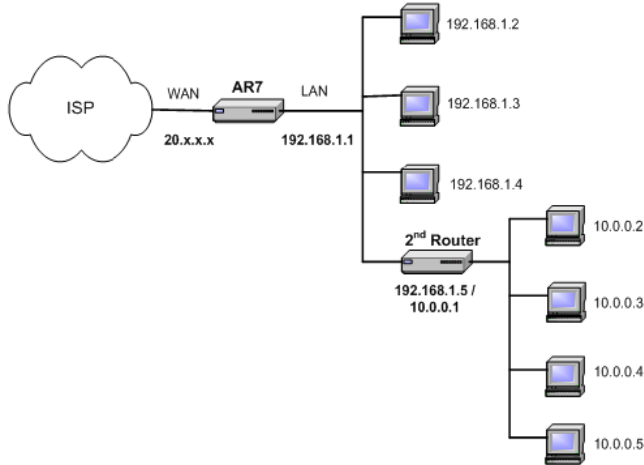 192.168.1.2
AR7
WAN
LAN
ISP
192.168.1.3
20.x.x.x
192.168.1.1
192.168.1.4
2nd Router
10.0.0.2
192.168.1.5 /
10.0.0.1
10.0.0.3
10.0.0.4
10.0.0.5